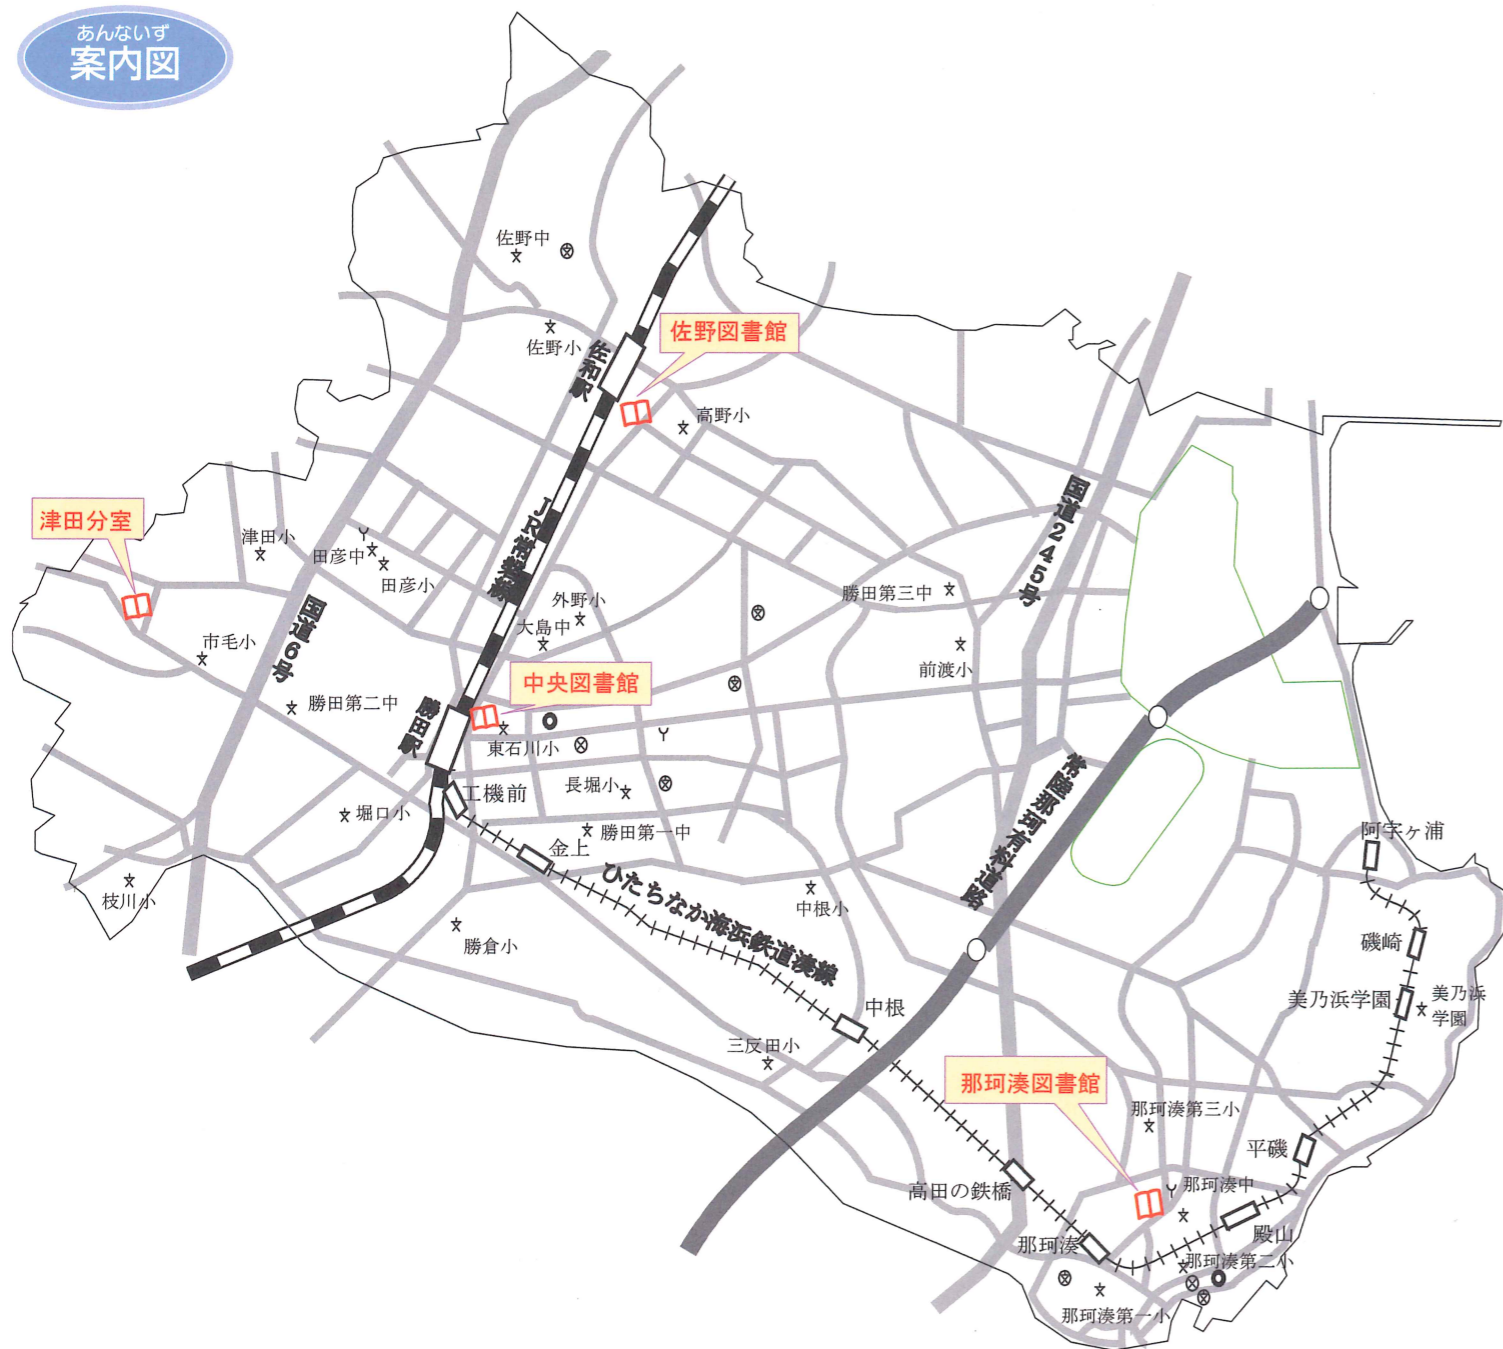 あんないず
案内図
佐野中
佐野図書館
佐野小
佐和駅
高野小
津田分室
津田小
田彦中
田彦小
JR常磐線
国道245号
外野小
大島中
勝田第三中
国道6号
市毛小
前渡小
中央図書館
勝田第二中
勝田駅
東石川小
工機前
長堀小
常陸那珂有料道路
堀口小
勝田第一中
金上
阿字ヶ浦
枝川小
ひたちなか海浜鉄道湊線
中根小
勝倉小
磯崎
中根
美乃浜学園
美乃浜
学園
三反田小
那珂湊図書館
那珂湊第三小
平磯
高田の鉄橋
那珂湊中
那珂湊
殿山
那珂湊第二小
那珂湊第一小